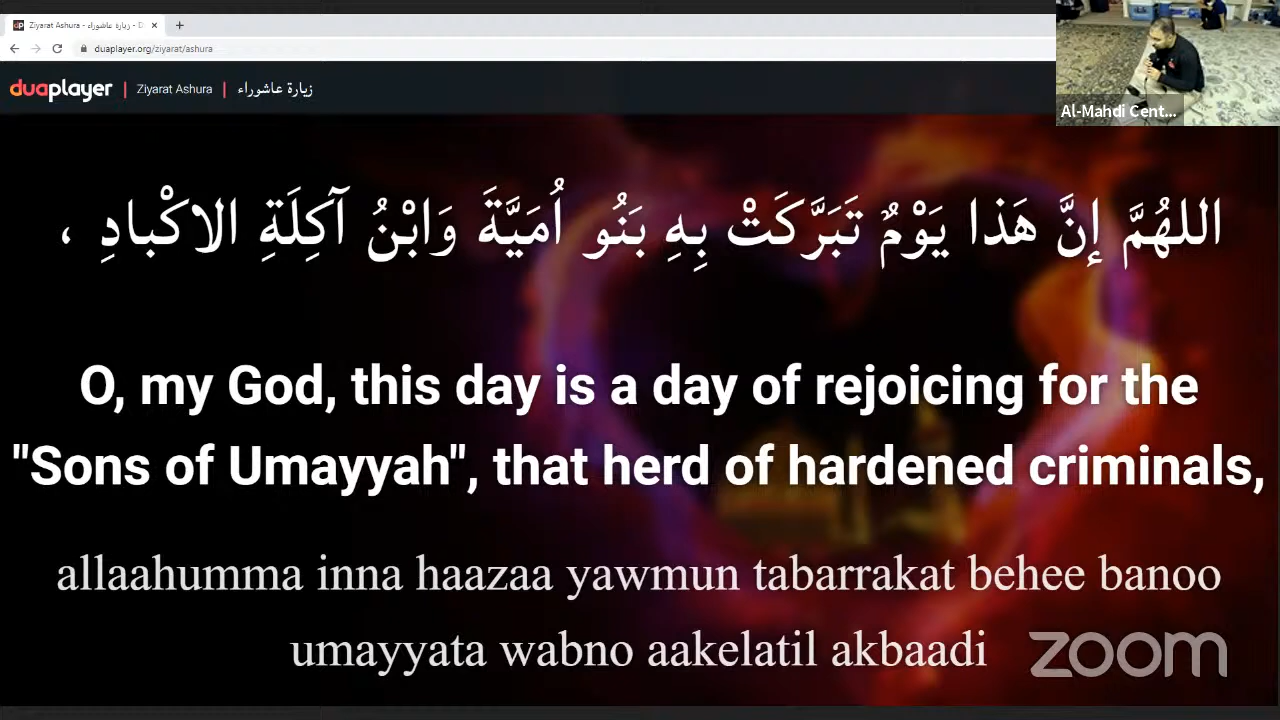 Ziyarat Ashura - زيارة عاشوراء - D
duaplayer.org/ziyarat/ashura
duaplayer | Ziyarat Ashura | زيارة عاشوراء
Al-Mahdi Cent...
اللهُمَّ إنَّ هَذا يَوْمٌ تَبَرَّكَتْ بِهِ بَنُو اُمَيَّةَ وَابْنُ آكِلَةِ الاكْبادِ ،
O, my God, this day is a day of rejoicing for the
"Sons of Umayyah", that herd of hardened criminals,
allaahumma inna haazaa yawmun tabarrakat behee banoo
umayyata wabno aakelatil akbaadi
zoom